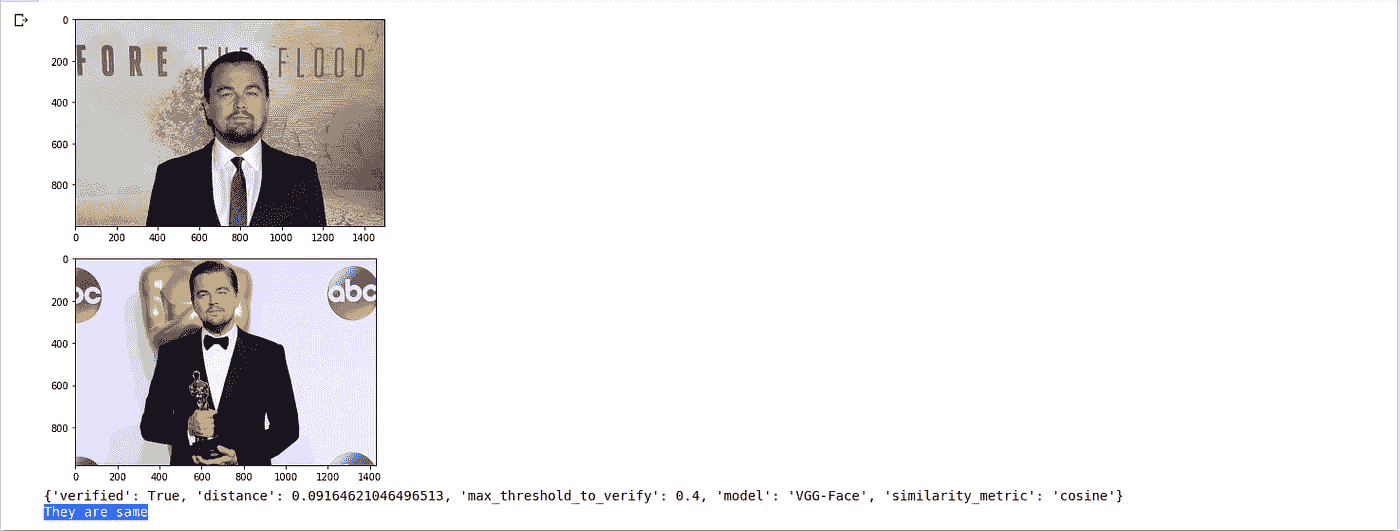 0
200
400
600
800
FORE THE FLOOD
0 200 400 600 800 1000 1200 1400
0
200
400
600
800
bc abc
0 200 400 600 800 1000 1200 1400
{'verified': True, 'distance': 0.09164621046496513, 'max_threshold_to_verify': 0.4, 'model': 'VGG-Face', 'similarity_metric': 'cosine'}
They are same